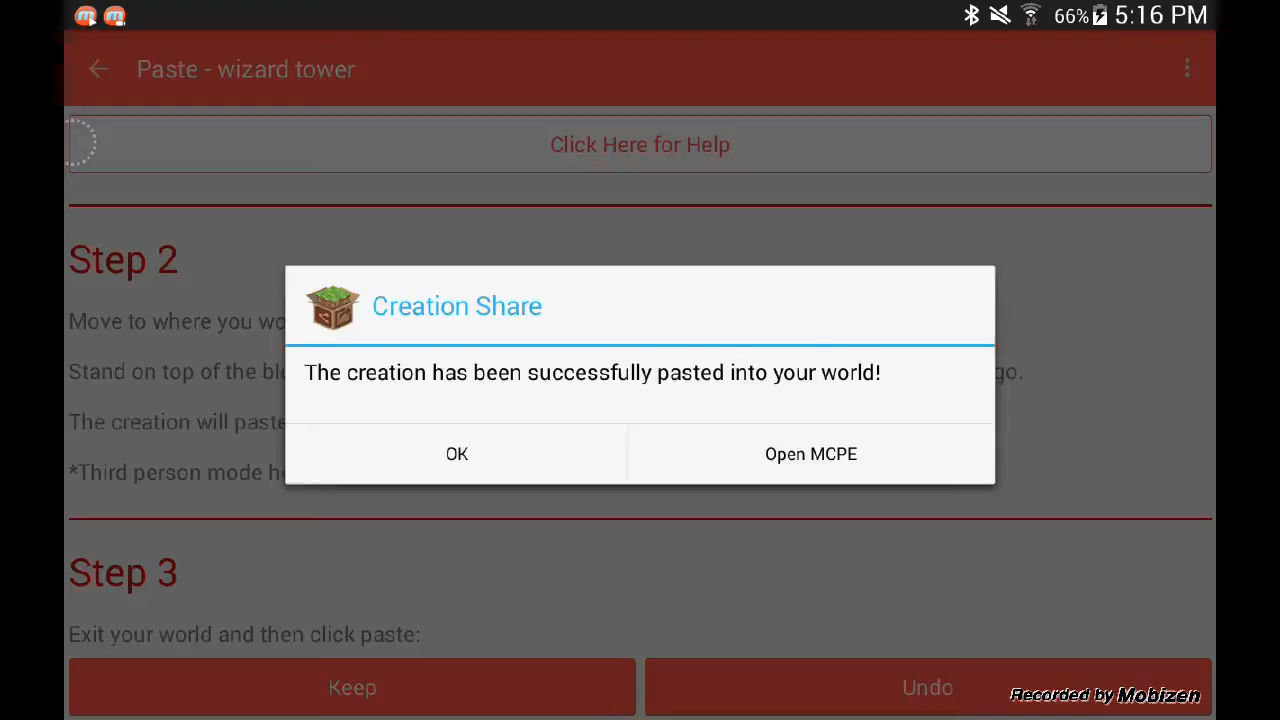 66% 5:16 PM
Paste - wizard tower
Click Here for Help
Step 2
Move to where you wo
Stand on top of the blo go.
The creation will paste
*Third person mode he
Creation Share
The creation has been successfully pasted into your world!
OK Open MCPE
Step 3
Exit your world and then click paste:
Keep Undo
Recorded by Mobizen